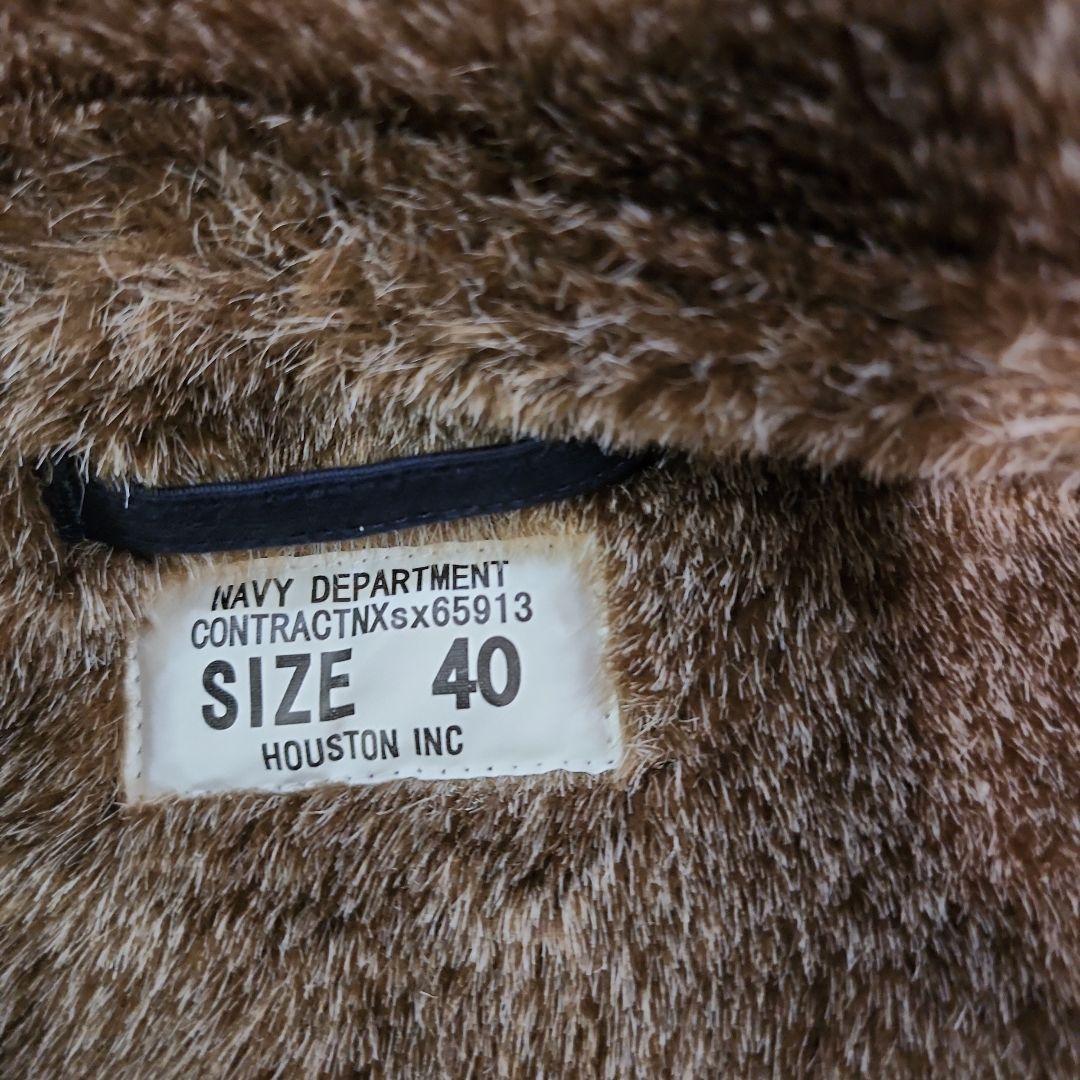 NAVY DEPARTMENT
CONTRACTNXsx65913
SIZE 40
HOUSTON INC